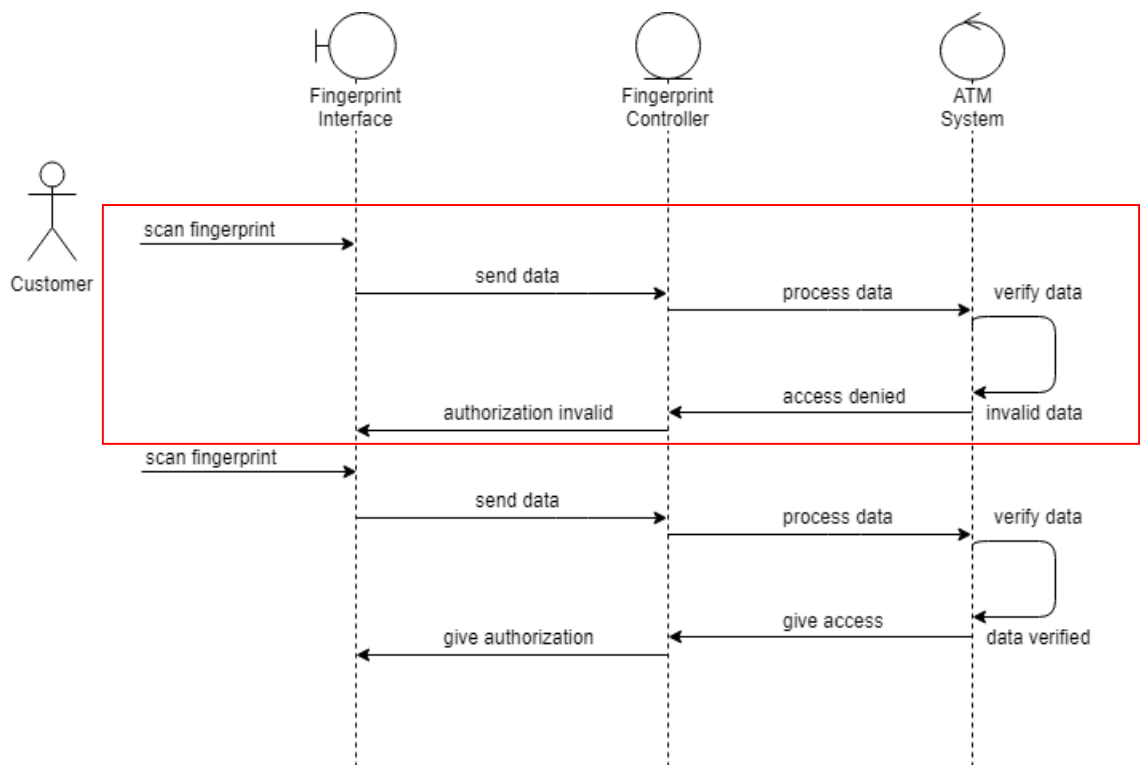 Fingerprint
Interface
Fingerprint
Controller
ATM
System
Customer
scan fingerprint
send data
process data
verify data
access denied
invalid data
authorization invalid
scan fingerprint
send data
process data
verify data
give access
data verified
give authorization